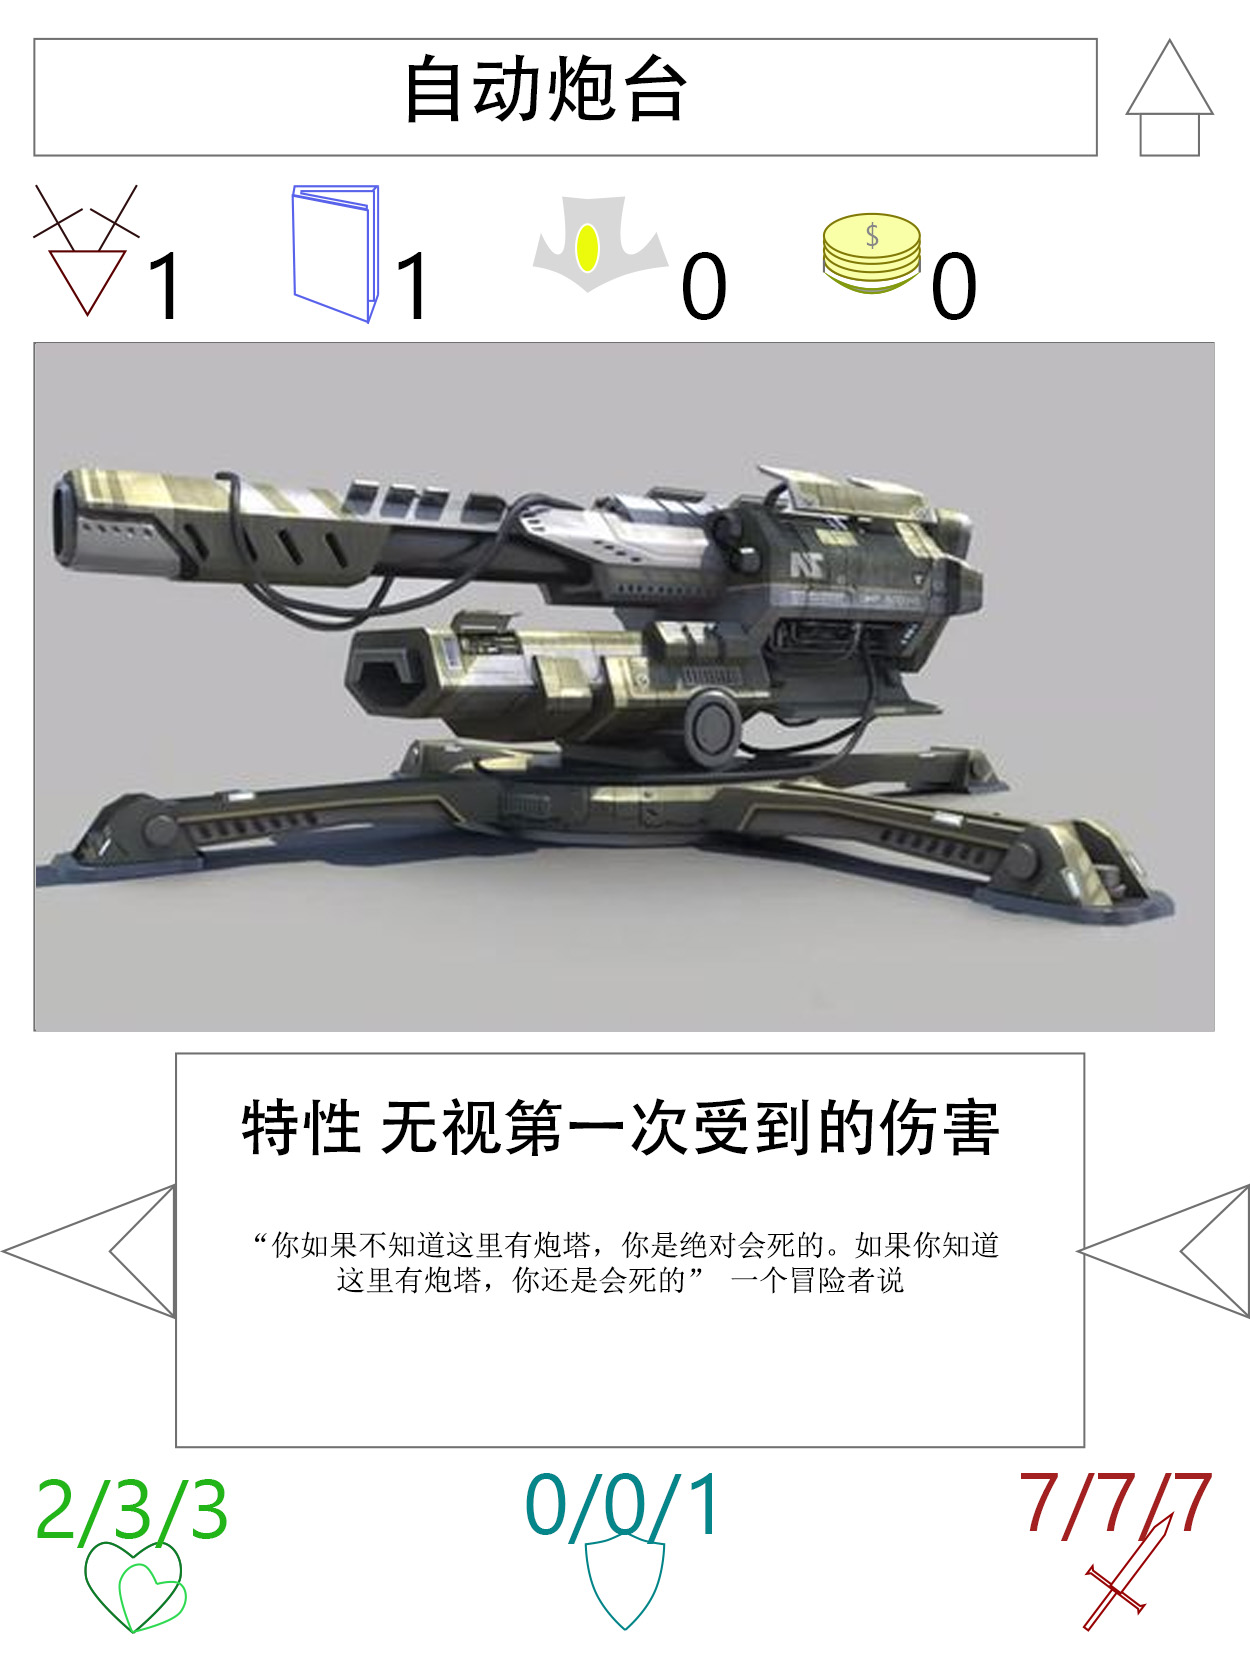 自动炮台
1 1 0 $ 0
NS
特性 无视第一次受到的伤害
“你如果不知道这里有炮塔，你是绝对会死的。如果你知道
这里有炮塔，你还是会死的” 一个冒险者说
2/3/3 0/0/1 7/7/7